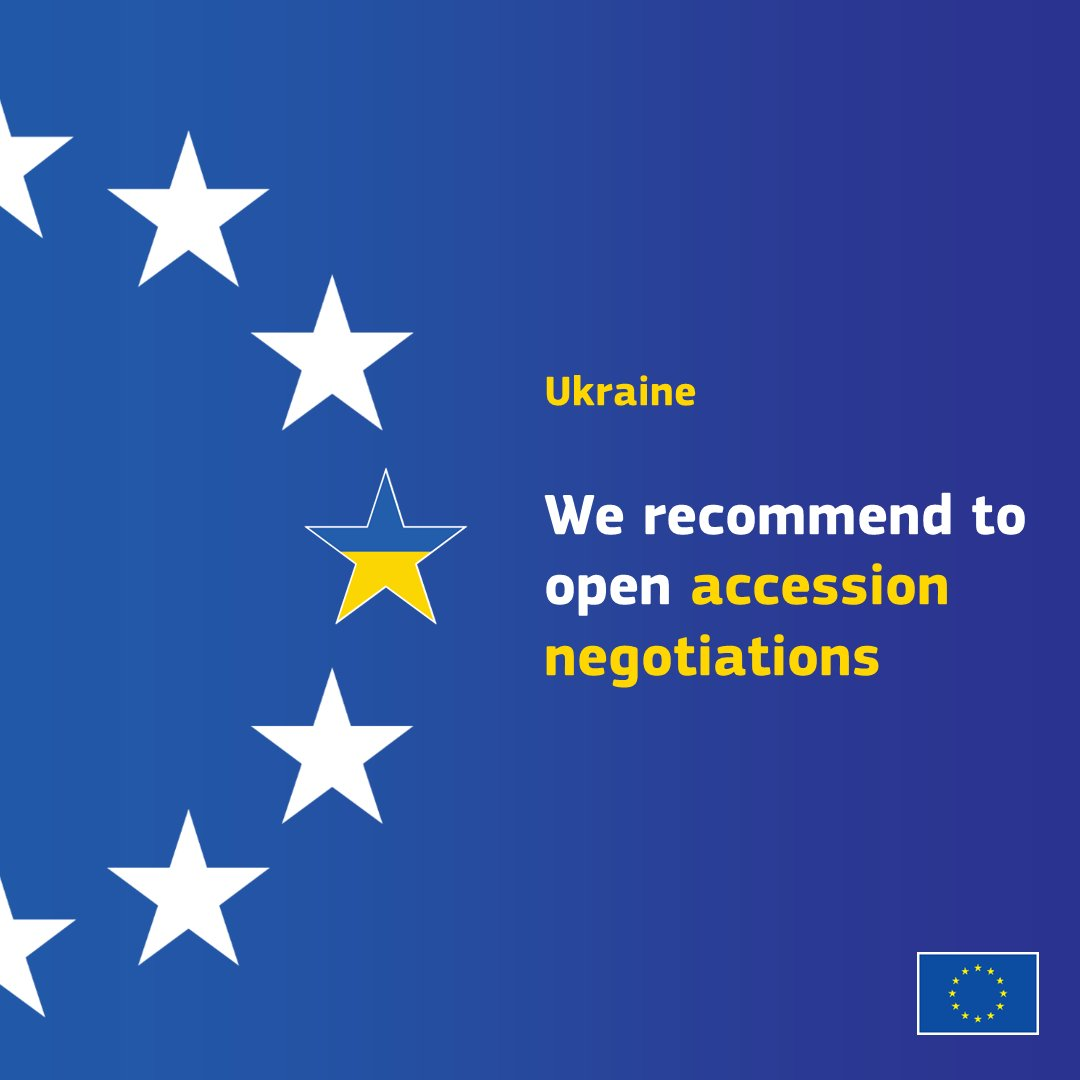 Ukraine
We recommend to
open accession
negotiations